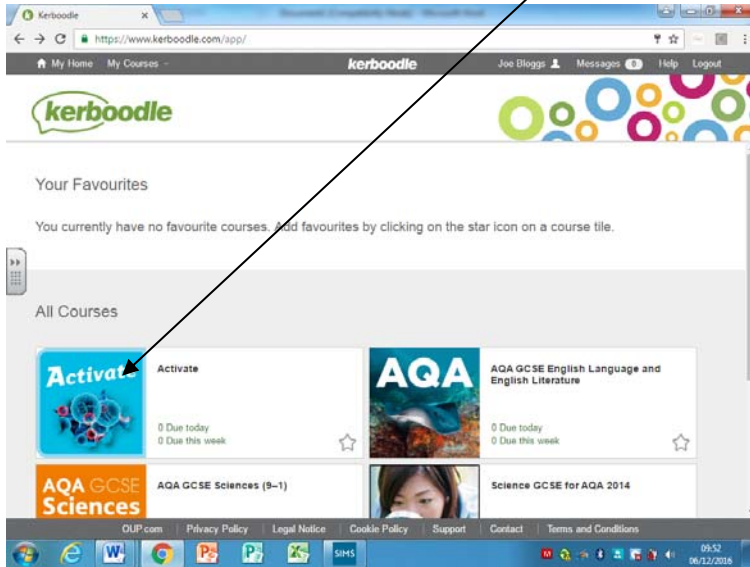 Kerboodle
https://www.kerboodle.com/app/
My Home My Courses kerboodle Joe Bloggs Messages 0 Help Logout
kerboodle
Your Favourites
You currently have no favourite courses. Add favourites by clicking on the star icon on a course tile.
All Courses
Activate
Activate
0 Due today
0 Due this week
AQA
AQA GCSE English Language and
English Literature
0 Due today
0 Due this week
AQA GCSE
Sciences
AQA GCSE Sciences (9–1)
Science GCSE for AQA 2014
OUP.com Privacy Policy Legal Notice Cookie Policy Support Contact Terms and Conditions
SIMS
09:52
06/12/2016